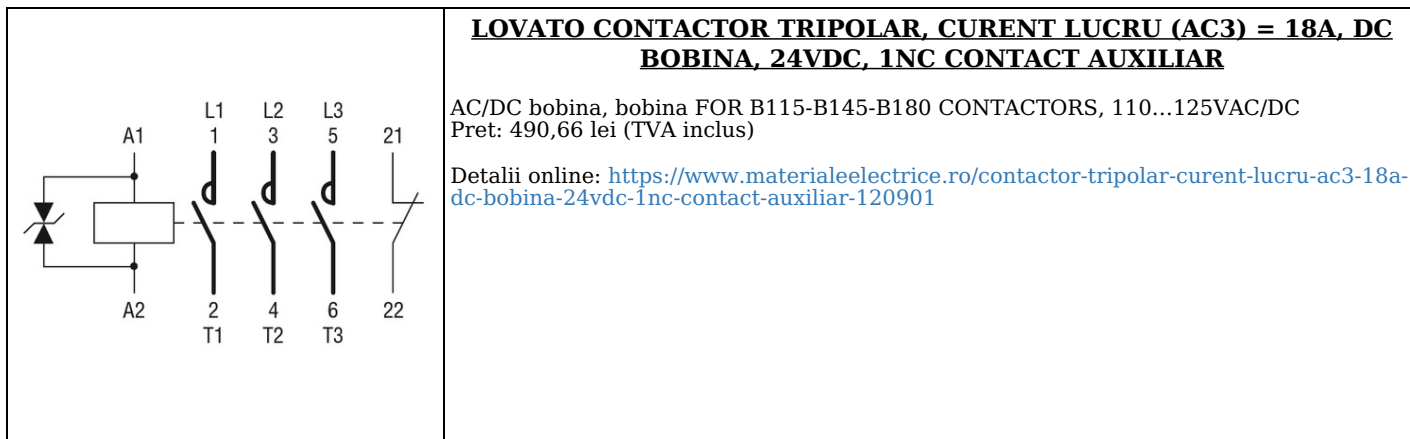 L1 L2 L3
A1 1 3 5 21
A2 2 4 6 22
T1 T2 T3
LOVATO CONTACTOR TRIPOLAR, CURENT LUCRU (AC3) = 18A, DC
BOBINA, 24VDC, 1NC CONTACT AUXILIAR
AC/DC bobina, bobina FOR B115-B145-B180 CONTACTORS, 110...125VAC/DC
Pret: 490,66 lei (TVA inclus)
Detalii online: https://www.materialeelectrice.ro/contactor-tripolar-curent-lucru-ac3-18a-
dc-bobina-24vdc-1nc-contact-auxiliar-120901